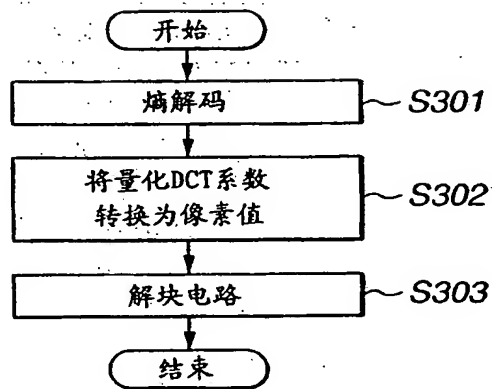 开始
熵解码
S301
将量化DCT系数
转换为像素值
S302
解块电路
S303
结束